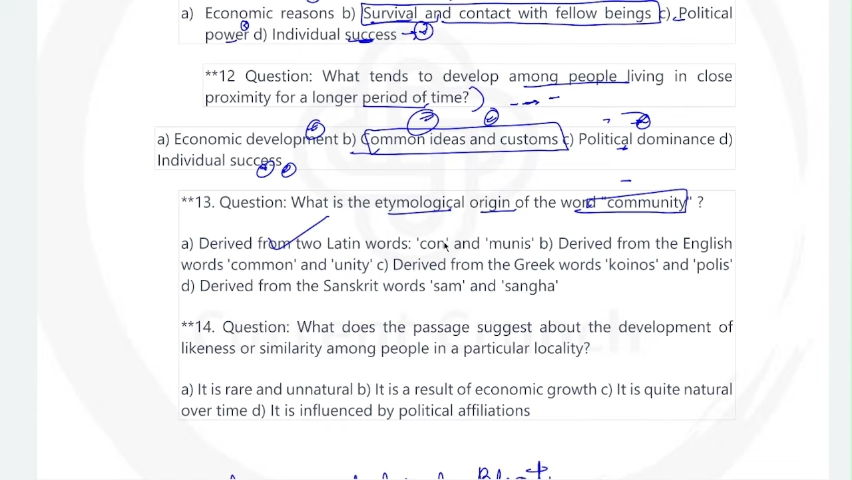 a) Economic reasons b) Survival and contact with fellow beings c) Political
power d) Individual success
**12 Question: What tends to develop among people living in close
proximity for a longer period of time?
a) Economic development b) Common ideas and customs c) Political dominance d)
Individual success
**13. Question: What is the etymological origin of the word "community" ?
a) Derived from two Latin words: 'con' and 'munis' b) Derived from the English
words 'common' and 'unity' c) Derived from the Greek words 'koinos' and 'polis'
d) Derived from the Sanskrit words 'sam' and 'sangha'
**14. Question: What does the passage suggest about the development of
likeness or similarity among people in a particular locality?
a) It is rare and unnatural b) It is a result of economic growth c) It is quite natural
over time d) It is influenced by political affiliations